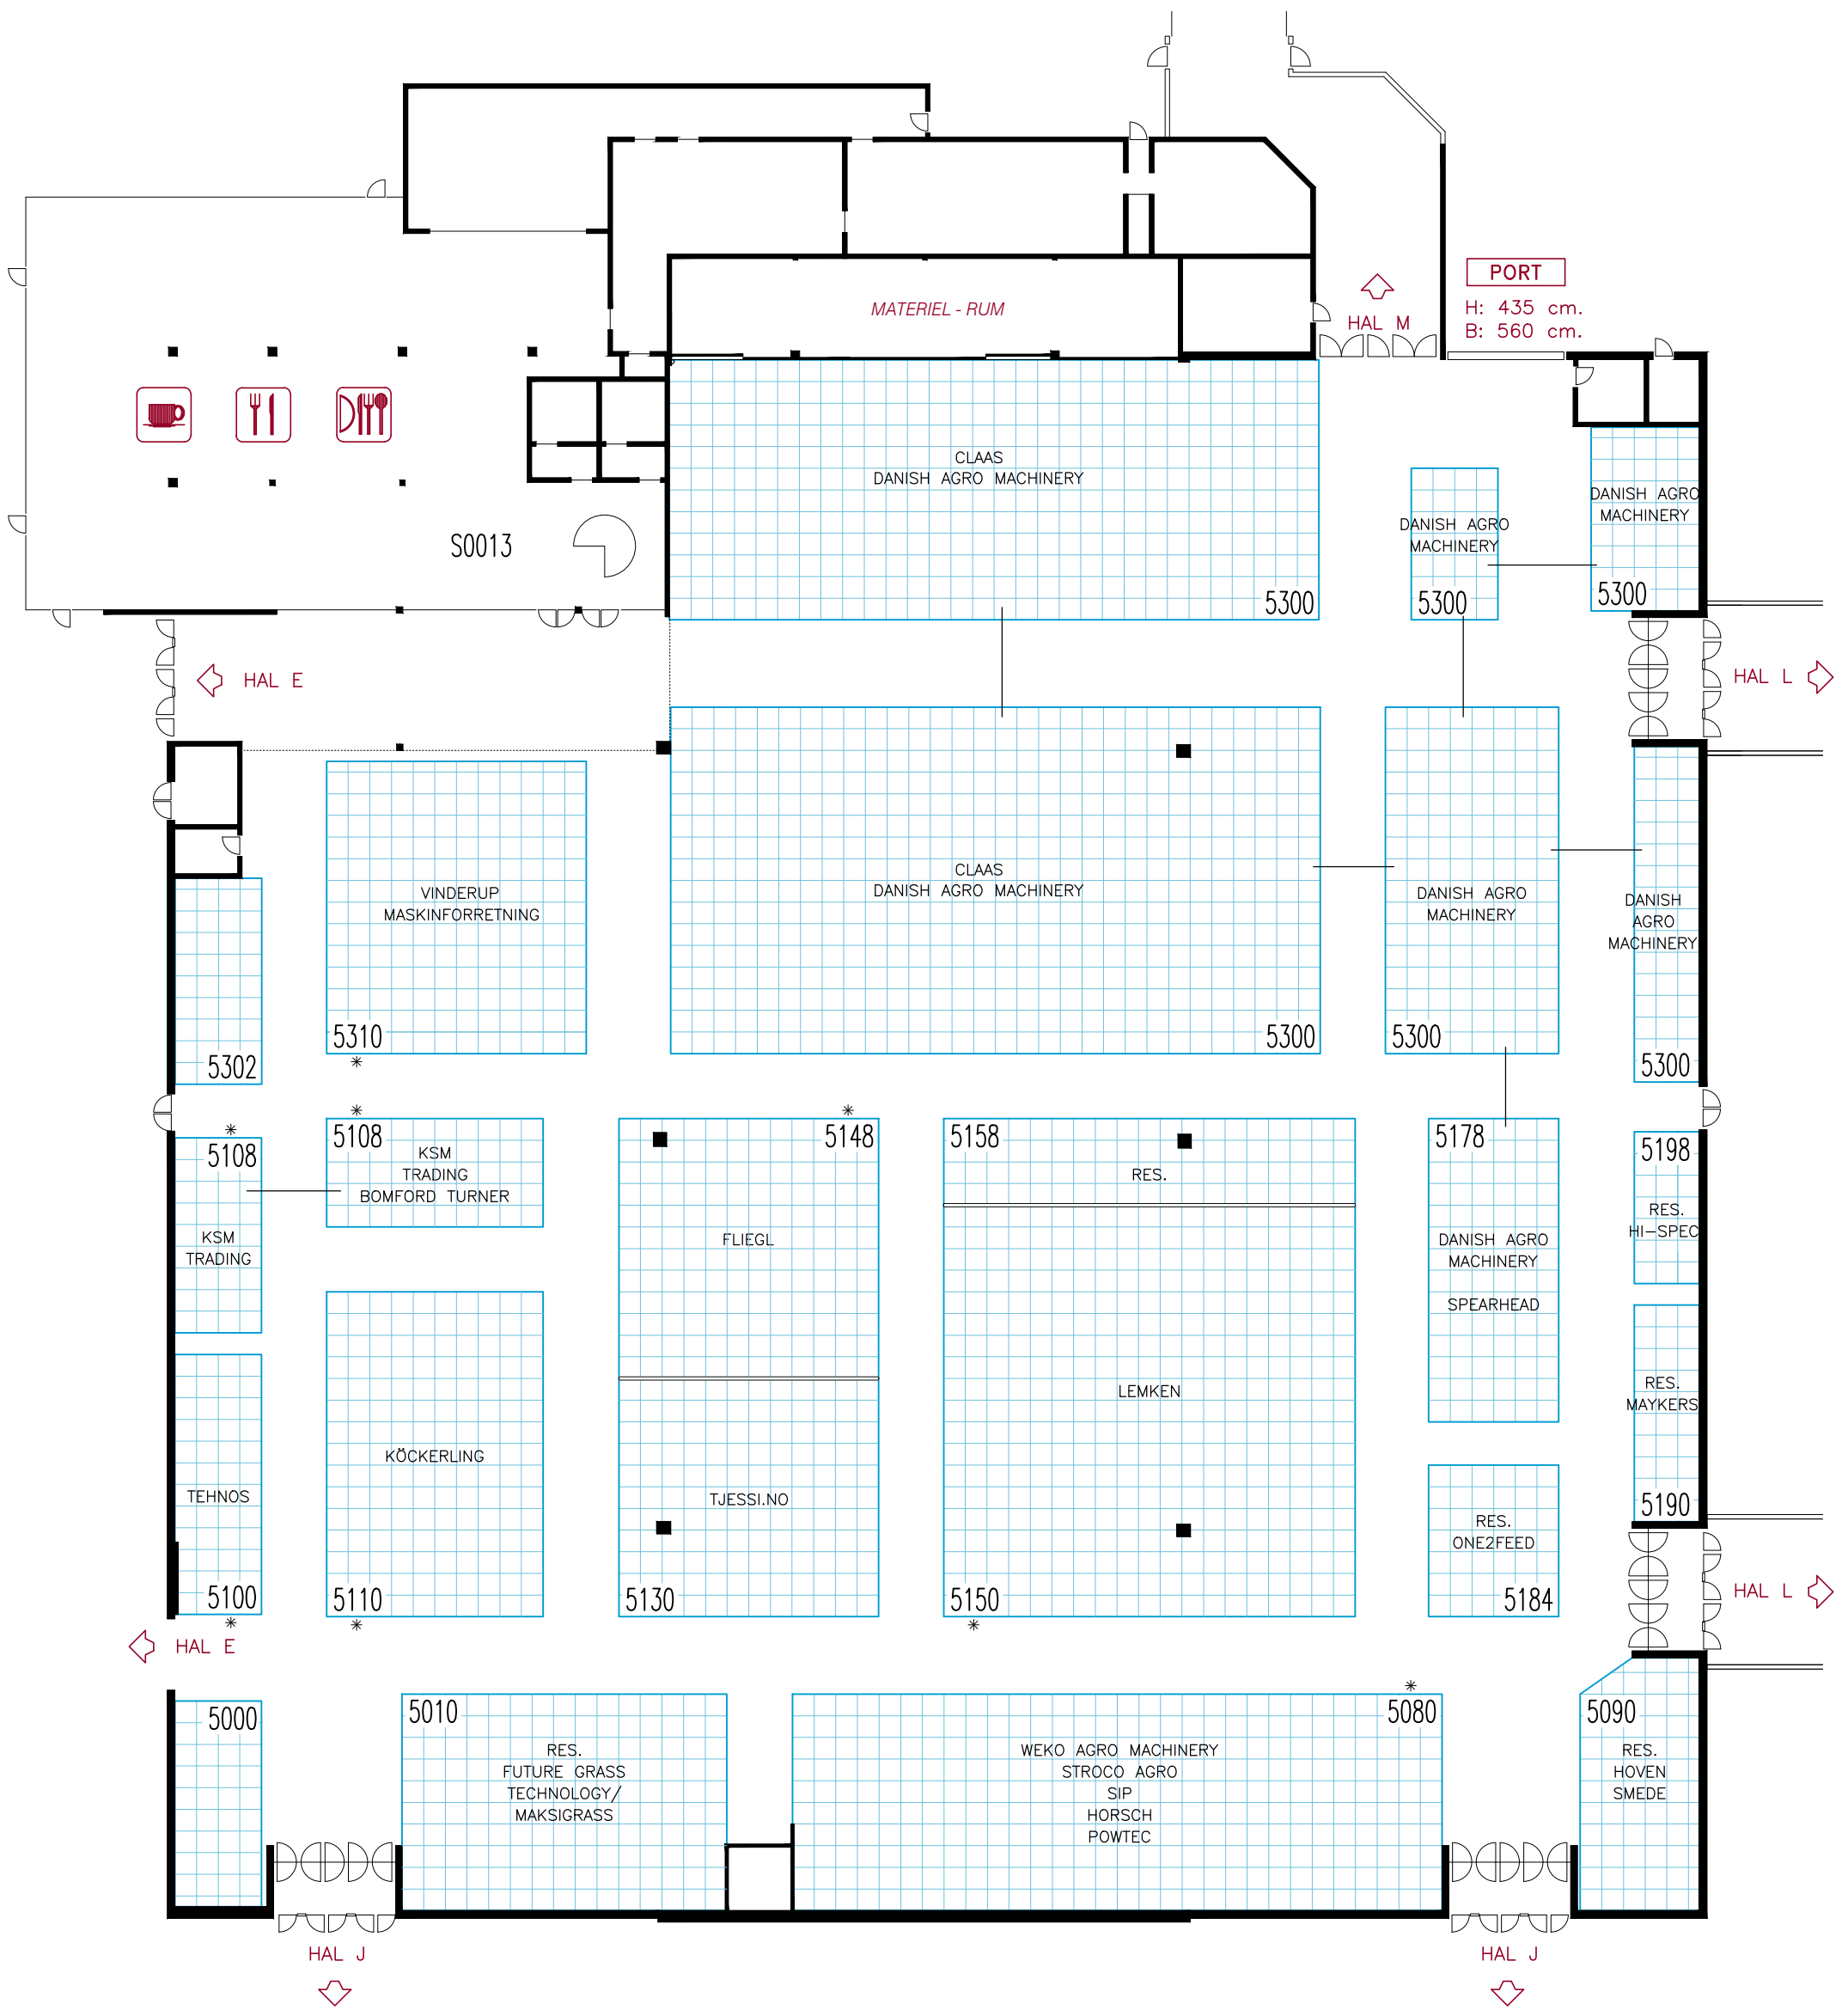 PORT
H: 435 cm.
B: 560 cm.
HAL M
MATERIEL - RUM
CLAAS
DANISH AGRO MACHINERY
5300
DANISH AGRO
MACHINERY
5300
DANISH AGRO
MACHINERY
5300
S0013
HAL E
HAL L
VINDERUP
MASKINFORRETNING
5310
*
CLAAS
DANISH AGRO MACHINERY
5300
DANISH AGRO
MACHINERY
5300
DANISH
AGRO
MACHINERY
5300
5302
*
5108
KSM
TRADING
*
5108
KSM
TRADING
BOMFORD TURNER
*
5148
FLIEGL
5158
RES.
5178
DANISH AGRO
MACHINERY
SPEARHEAD
5198
RES.
HI-SPEC
LEMKEN
5150
*
RES.
MAYKERS
5190
KÖCKERLING
5110
*
TEHNOS
5100
*
TJESSI.NO
5130
RES.
ONE2FEED
5184
HAL E
HAL L
5000
5010
RES.
FUTURE GRASS
TECHNOLOGY/
MAKSIGRASS
*
5080
WEKO AGRO MACHINERY
STROCO AGRO
SIP
HORSCH
POWTEC
5090
RES.
HOVEN
SMEDE
HAL J
HAL J